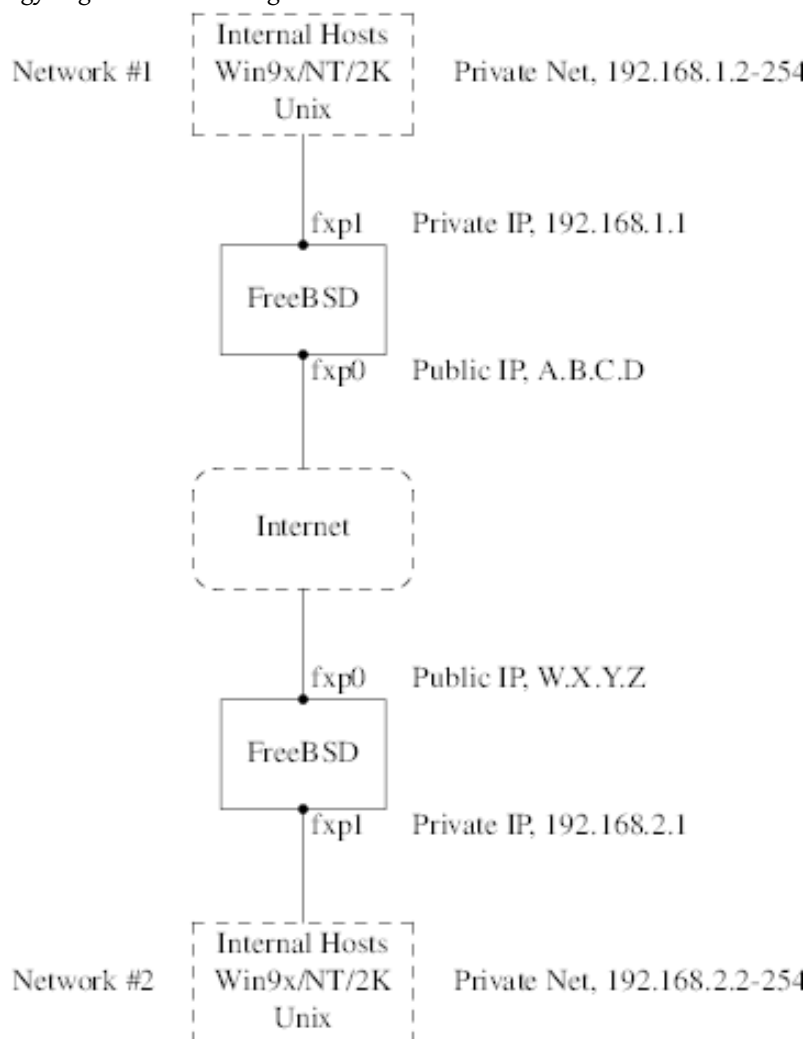 Internal Hosts
Network #1 Win9x/NT/2K Private Net, 192.168.1.2-254
Unix
fxp1 Private IP, 192.168.1.1
FreeBSD
fxp0 Public IP, A.B.C.D
Internet
fxp0 Public IP, W.X.Y.Z
FreeBSD
fxp1 Private IP, 192.168.2.1
Internal Hosts
Network #2 Win9x/NT/2K Private Net, 192.168.2.2-254
Unix